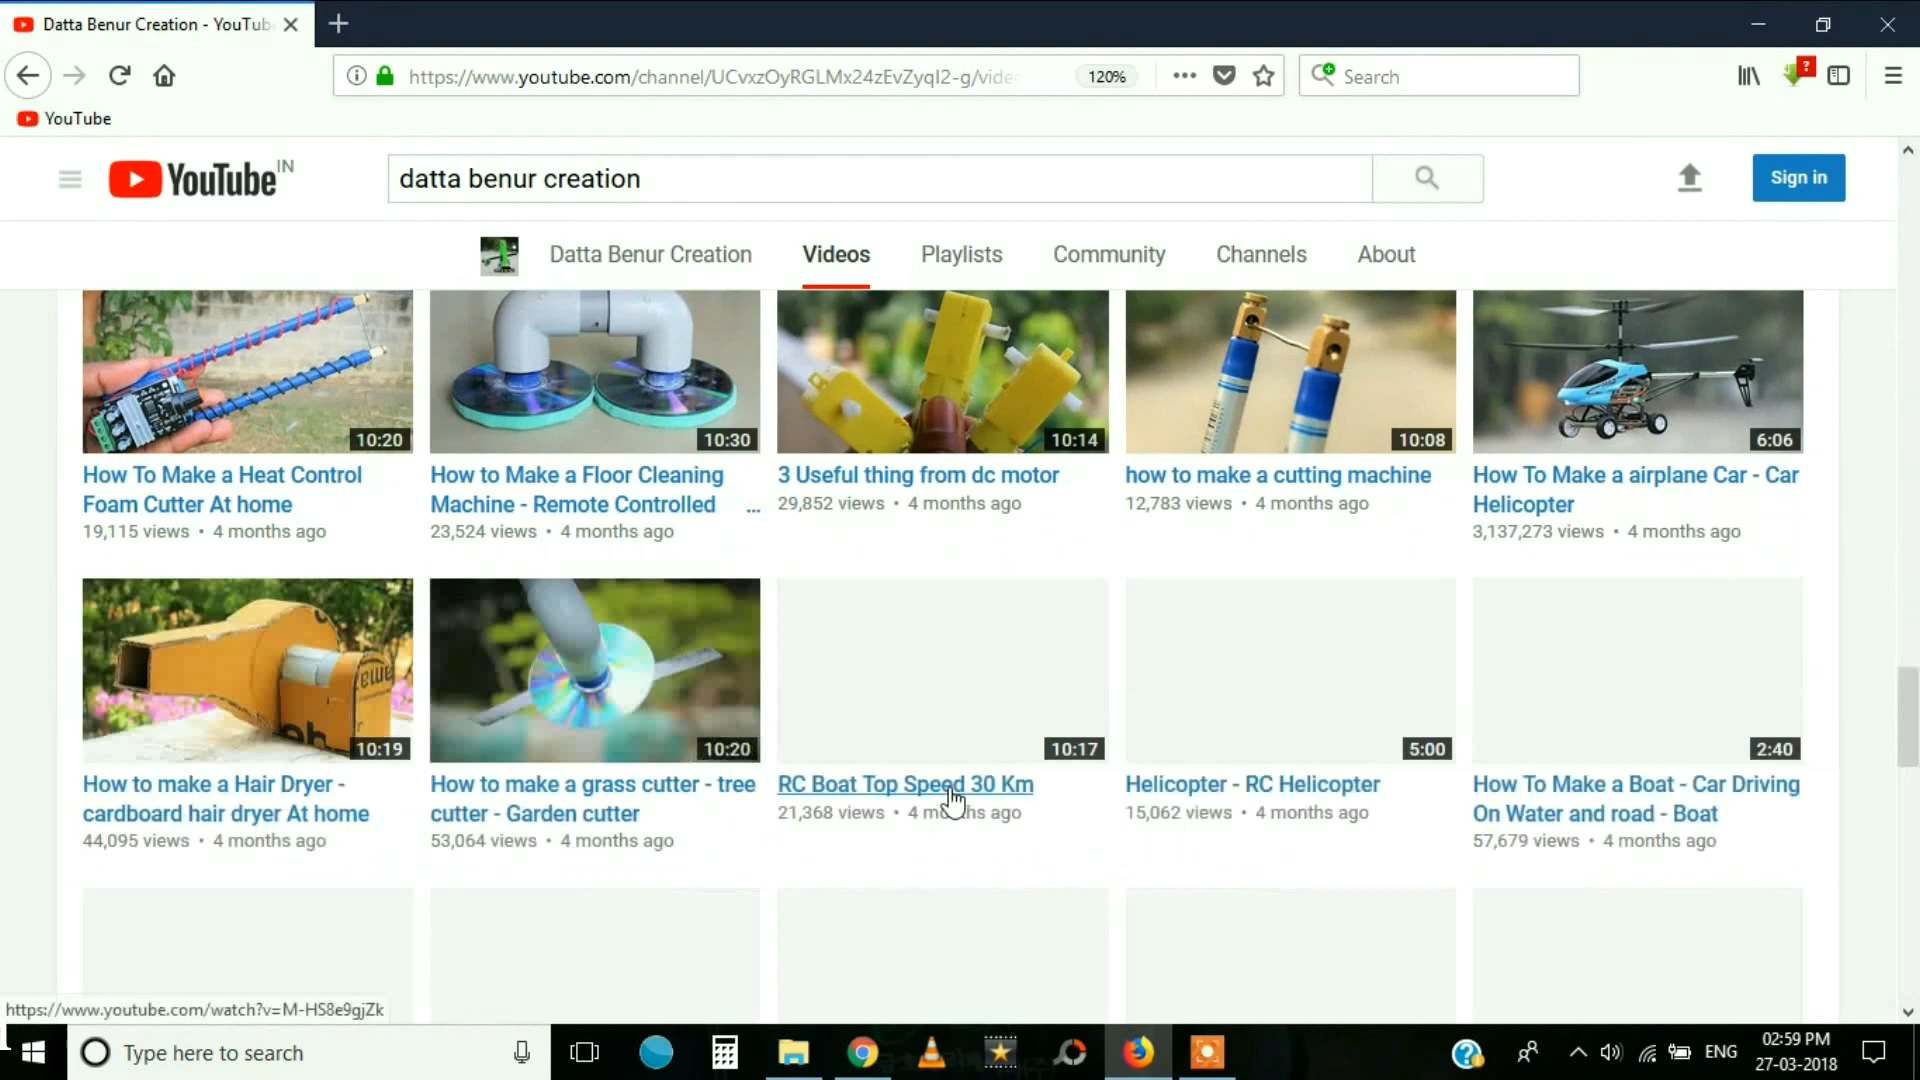 Datta Benur Creation - YouTub
https://www.youtube.com/channel/UCvxzOyRGLMx24zEvZyqI2-g/vide
120%
Search
YouTube
YouTube IN
datta benur creation
Sign in
Datta Benur Creation
Videos
Playlists
Community
Channels
About
10:20
10:30
10:14
10:08
6:06
How To Make a Heat Control
Foam Cutter At home
19,115 views • 4 months ago
How to Make a Floor Cleaning
Machine - Remote Controlled ...
23,524 views • 4 months ago
3 Useful thing from dc motor
29,852 views • 4 months ago
how to make a cutting machine
12,783 views • 4 months ago
How To Make a airplane Car - Car
Helicopter
3,137,273 views • 4 months ago
10:19
10:20
10:17
5:00
2:40
How to make a Hair Dryer -
cardboard hair dryer At home
44,095 views • 4 months ago
How to make a grass cutter - tree
cutter - Garden cutter
53,064 views • 4 months ago
RC Boat Top Speed 30 Km
21,368 views • 4 months ago
Helicopter - RC Helicopter
15,062 views • 4 months ago
How To Make a Boat - Car Driving
On Water and road - Boat
57,679 views • 4 months ago
https://www.youtube.com/watch?v=M-HS8e9gjZk
Type here to search
ENG
02:59 PM
27-03-2018